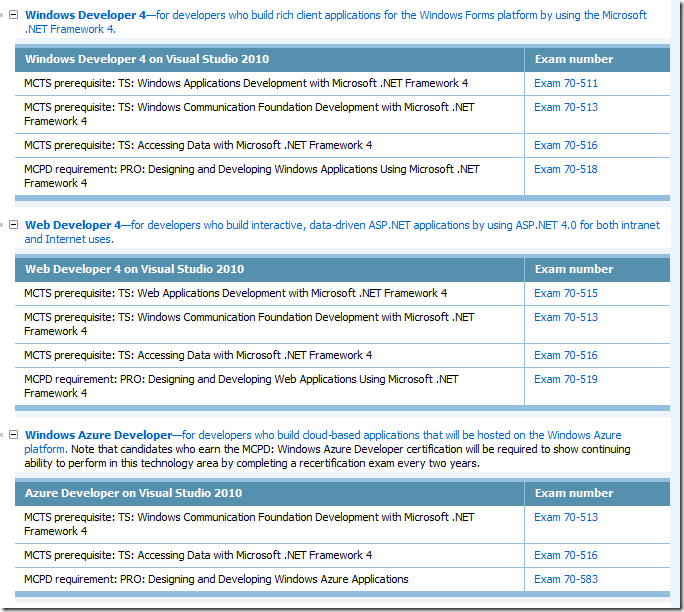 Windows Developer 4—for developers who build rich client applications for the Windows Forms platform by using the Microsoft
.NET Framework 4.
Windows Developer 4 on Visual Studio 2010 Exam number
MCTS prerequisite: TS: Windows Applications Development with Microsoft .NET Framework 4 Exam 70-511
MCTS prerequisite: TS: Windows Communication Foundation Development with Microsoft .NET Exam 70-513
Framework 4
MCTS prerequisite: TS: Accessing Data with Microsoft .NET Framework 4 Exam 70-516
MCPD requirement: PRO: Designing and Developing Windows Applications Using Microsoft .NET Exam 70-518
Framework 4
Web Developer 4—for developers who build interactive, data-driven ASP.NET applications by using ASP.NET 4.0 for both intranet
and Internet uses.
Web Developer 4 on Visual Studio 2010 Exam number
MCTS prerequisite: TS: Web Applications Development with Microsoft .NET Framework 4 Exam 70-515
MCTS prerequisite: TS: Windows Communication Foundation Development with Microsoft .NET Exam 70-513
Framework 4
MCTS prerequisite: TS: Accessing Data with Microsoft .NET Framework 4 Exam 70-516
MCPD requirement: PRO: Designing and Developing Web Applications Using Microsoft .NET Exam 70-519
Framework 4
Windows Azure Developer—for developers who build cloud-based applications that will be hosted on the Windows Azure
platform. Note that candidates who earn the MCPD: Windows Azure Developer certification will be required to show continuing
ability to perform in this technology area by completing a recertification exam every two years.
Azure Developer on Visual Studio 2010 Exam number
MCTS prerequisite: TS: Windows Communication Foundation Development with Microsoft .NET Exam 70-513
Framework 4
MCTS prerequisite: TS: Accessing Data with Microsoft .NET Framework 4 Exam 70-516
MCPD requirement: PRO: Designing and Developing Windows Azure Applications Exam 70-583